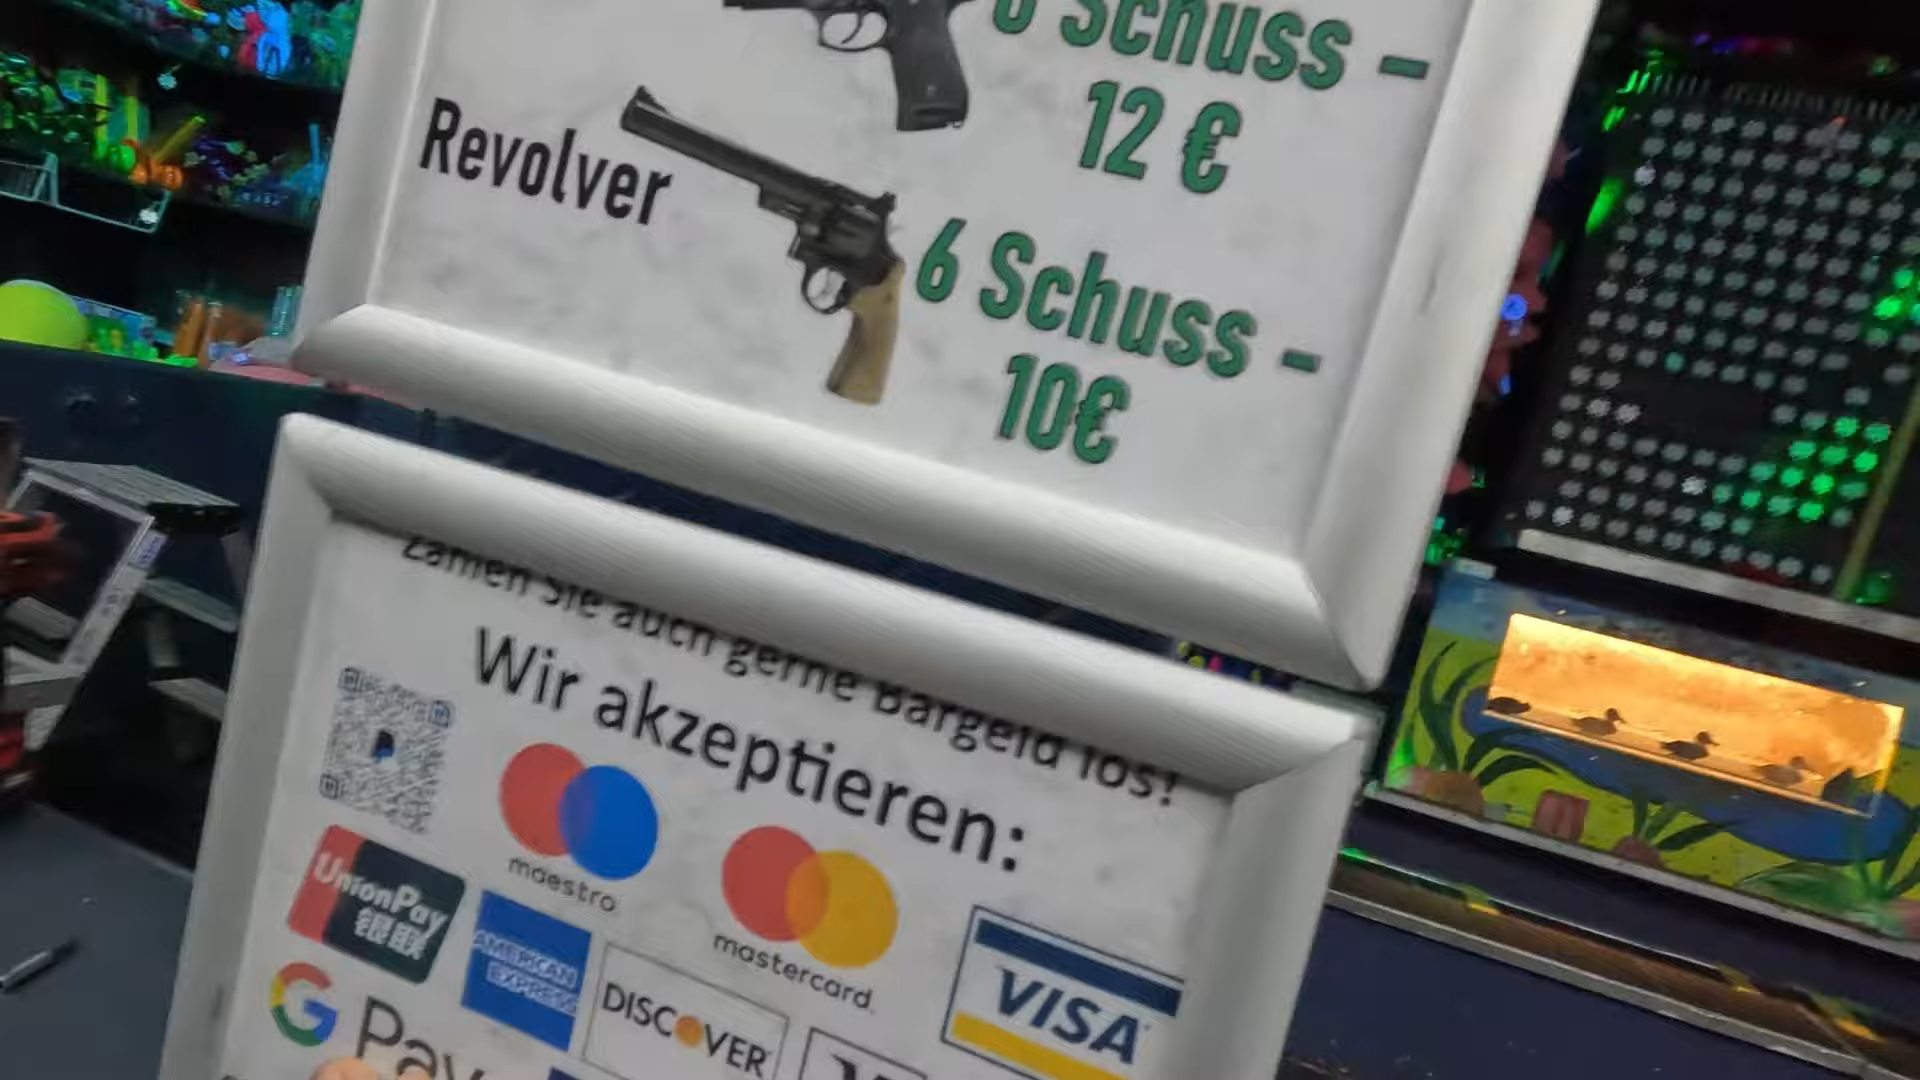 Schuss -
12 €
Revolver
6 Schuss -
10€
Zahlen Sie auch gerne Bargeld los!
Wir akzeptieren:
maestro
mastercard.
UnionPay
银联
AMERICAN
EXPRESS
DISCOVER
VISA
G Pay